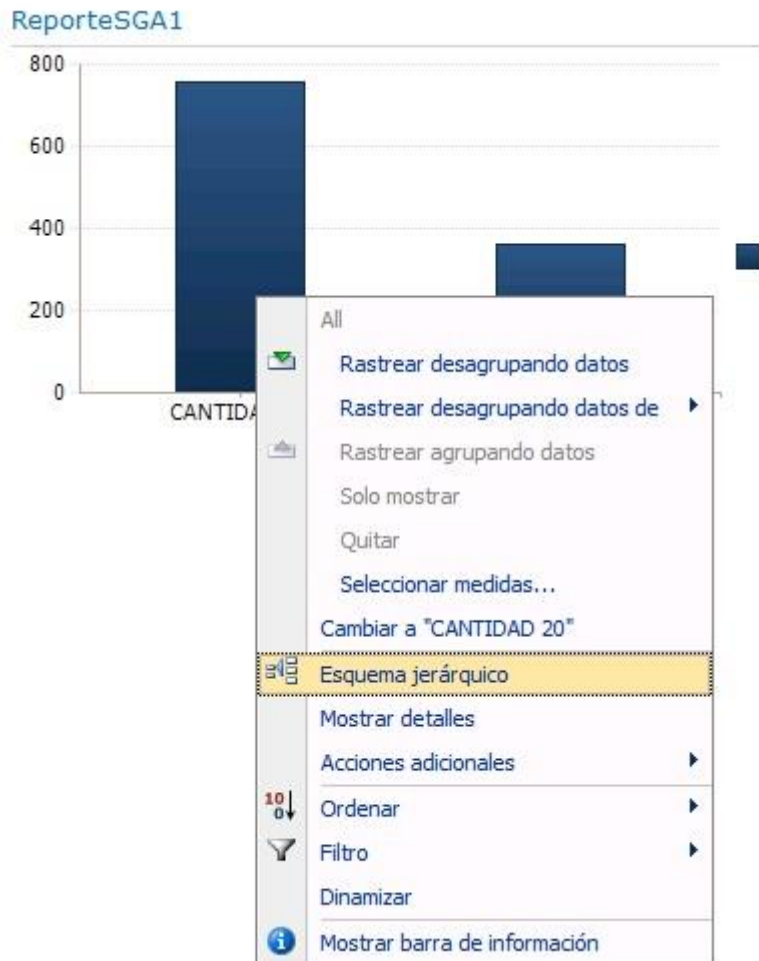 ReporteSGA1
800
600
400
200
0
CANTIDA
All
Rastrear desagrupando datos
Rastrear desagrupando datos de
Rastrear agrupando datos
Solo mostrar
Quitar
Seleccionar medidas...
Cambiar a "CANTIDAD 20"
Esquema jerárquico
Mostrar detalles
Acciones adicionales
Ordenar
Filtro
Dinamizar
Mostrar barra de información